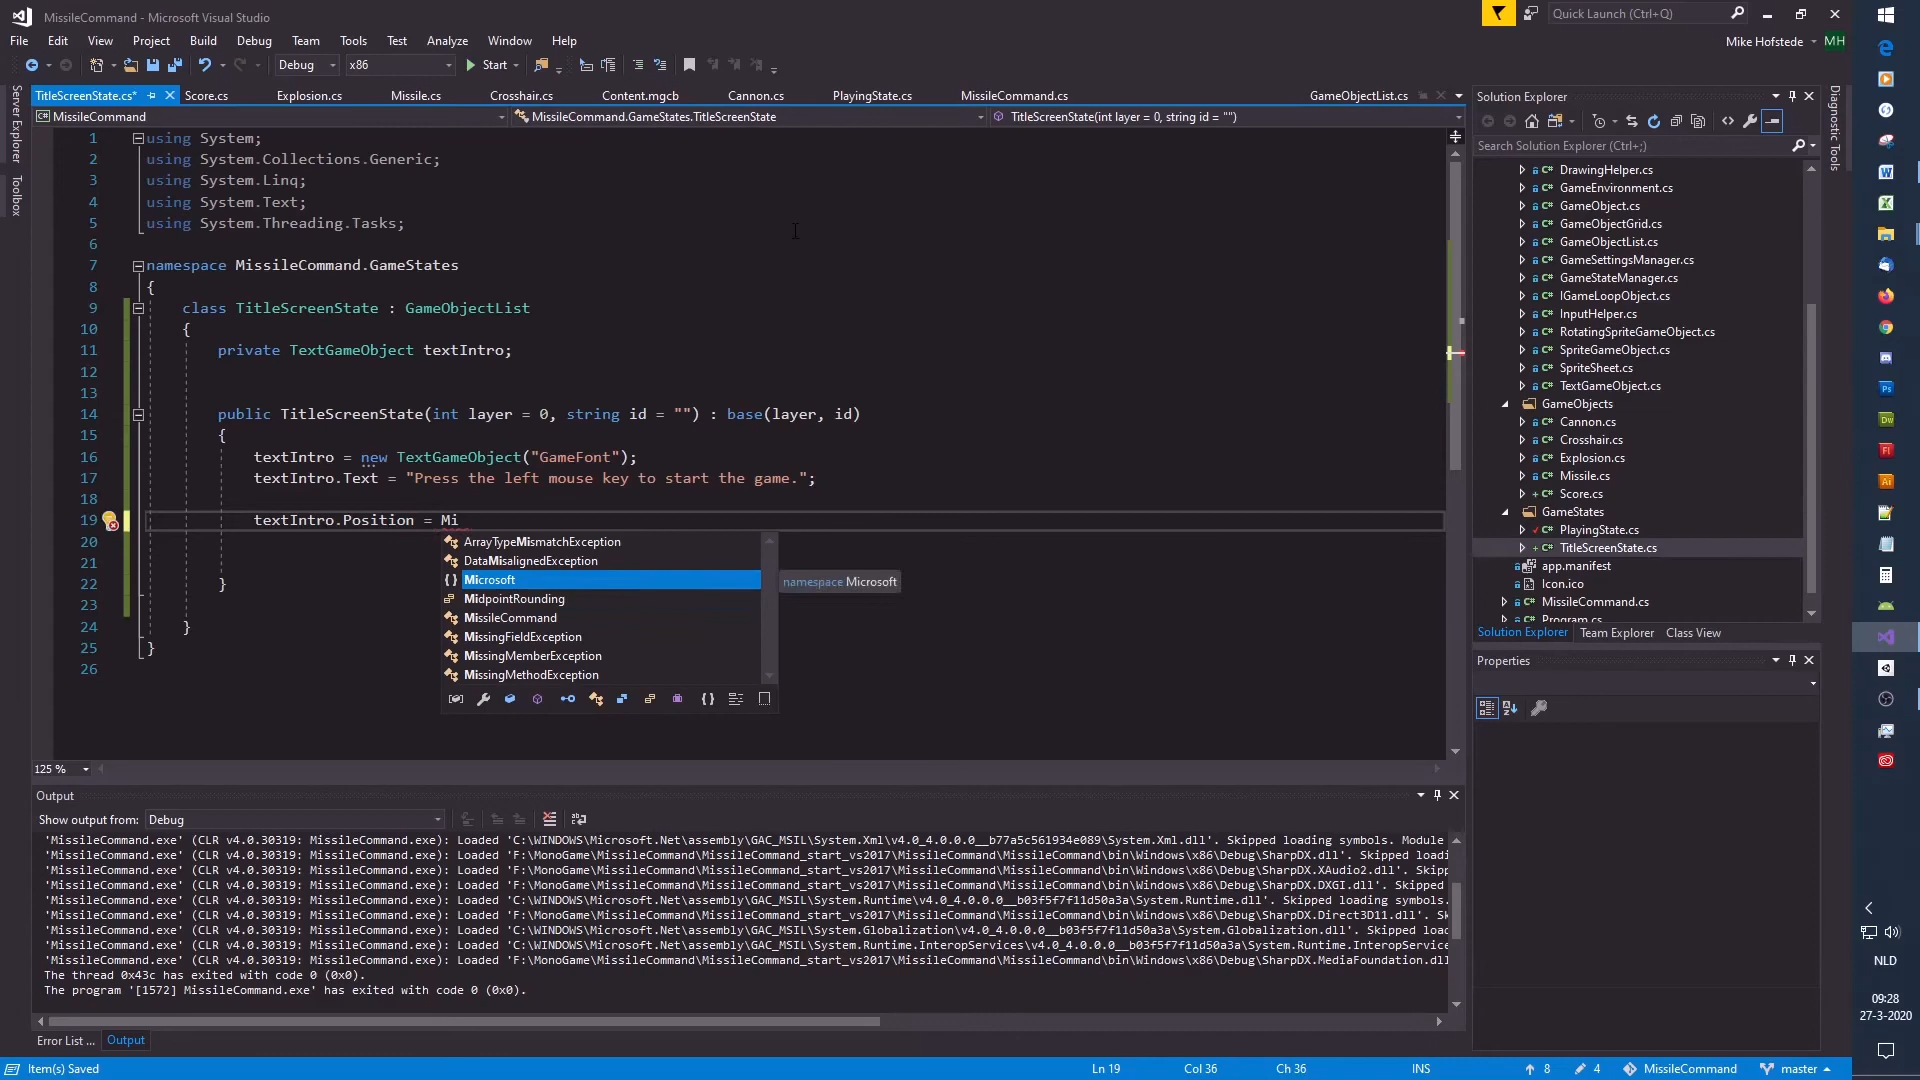 MissileCommand - Microsoft Visual Studio
Quick Launch (Ctrl+Q)
File Edit View Project Build Debug Team Tools Test Analyze Window Help
Mike Hofstede MH
Debug x86 Start
TitleScreenState.cs* Score.cs Explosion.cs Missile.cs Crosshair.cs Content.mgcb Cannon.cs PlayingState.cs MissileCommand.cs GameObjectList.cs
MissileCommand MissileCommand.GameStates.TitleScreenState TitleScreenState(int layer = 0, string id = "")
Server Explorer
Toolbox
1 using System;
2 using System.Collections.Generic;
3 using System.Linq;
4 using System.Text;
5 using System.Threading.Tasks;
6
7 namespace MissileCommand.GameStates
8 {
9 class TitleScreenState : GameObjectList
10 {
11 private TextGameObject textIntro;
12
13
14 public TitleScreenState(int layer = 0, string id = "") : base(layer, id)
15 {
16 textIntro = new TextGameObject("GameFont");
17 textIntro.Text = "Press the left mouse key to start the game.";
18
19 textIntro.Position = Mi
20
21
22 }
23
24 }
25 }
26
ArrayTypeMismatchException
DataMisalignedException
{} Microsoft
MidpointRounding
MissileCommand
MissingFieldException
MissingMemberException
MissingMethodException
namespace Microsoft
125 %
Solution Explorer
Search Solution Explorer (Ctrl+;)
DrawingHelper.cs
GameEnvironment.cs
GameObject.cs
GameObjectGrid.cs
GameObjectList.cs
GameSettingsManager.cs
GameStateManager.cs
IGameLoopObject.cs
InputHelper.cs
RotatingSpriteGameObject.cs
SpriteGameObject.cs
SpriteSheet.cs
TextGameObject.cs
GameObjects
Cannon.cs
Crosshair.cs
Explosion.cs
Missile.cs
Score.cs
GameStates
PlayingState.cs
TitleScreenState.cs
app.manifest
Icon.ico
MissileCommand.cs
Program.cs
Solution Explorer Team Explorer Class View
Properties
Diagnostic Tools
Output
Show output from: Debug
'MissileCommand.exe' (CLR v4.0.30319: MissileCommand.exe): Loaded 'C:\WINDOWS\Microsoft.Net\assembly\GAC_MSIL\System.Xml\v4.0_4.0.0.0__b77a5c561934e089\System.Xml.dll'. Skipped loading symbols. Module
'MissileCommand.exe' (CLR v4.0.30319: MissileCommand.exe): Loaded 'F:\MonoGame\MissileCommand\MissileCommand_start_vs2017\MissileCommand\MissileCommand\bin\Windows\x86\Debug\SharpDX.dll'. Skipped loadi
'MissileCommand.exe' (CLR v4.0.30319: MissileCommand.exe): Loaded 'F:\MonoGame\MissileCommand\MissileCommand_start_vs2017\MissileCommand\MissileCommand\bin\Windows\x86\Debug\SharpDX.XAudio2.dll'. Skip
'MissileCommand.exe' (CLR v4.0.30319: MissileCommand.exe): Loaded 'F:\MonoGame\MissileCommand\MissileCommand_start_vs2017\MissileCommand\MissileCommand\bin\Windows\x86\Debug\SharpDX.DXGI.dll'. Skipped
'MissileCommand.exe' (CLR v4.0.30319: MissileCommand.exe): Loaded 'C:\WINDOWS\Microsoft.Net\assembly\GAC_MSIL\System.Runtime\v4.0_4.0.0.0__b03f5f7f11d50a3a\System.Runtime.dll'. Skipped loading symbols.
'MissileCommand.exe' (CLR v4.0.30319: MissileCommand.exe): Loaded 'F:\MonoGame\MissileCommand\MissileCommand_start_vs2017\MissileCommand\MissileCommand\bin\Windows\x86\Debug\SharpDX.Direct3D11.dll'. Sk
'MissileCommand.exe' (CLR v4.0.30319: MissileCommand.exe): Loaded 'C:\WINDOWS\Microsoft.Net\assembly\GAC_MSIL\System.Globalization\v4.0_4.0.0.0__b03f5f7f11d50a3a\System.Globalization.dll'. Skipped load
'MissileCommand.exe' (CLR v4.0.30319: MissileCommand.exe): Loaded 'C:\WINDOWS\Microsoft.Net\assembly\GAC_MSIL\System.Runtime.InteropServices\v4.0_4.0.0.0__b03f5f7f11d50a3a\System.Runtime.InteropService
'MissileCommand.exe' (CLR v4.0.30319: MissileCommand.exe): Loaded 'F:\MonoGame\MissileCommand\MissileCommand_start_vs2017\MissileCommand\MissileCommand\bin\Windows\x86\Debug\SharpDX.MediaFoundation.dll
The thread 0x43c has exited with code 0 (0x0).
The program '[1572] MissileCommand.exe' has exited with code 0 (0x0).
Error List ... Output
Item(s) Saved Ln 19 Col 36 Ch 36 INS 8 4 MissileCommand master
NLD
09:28
27-3-2020